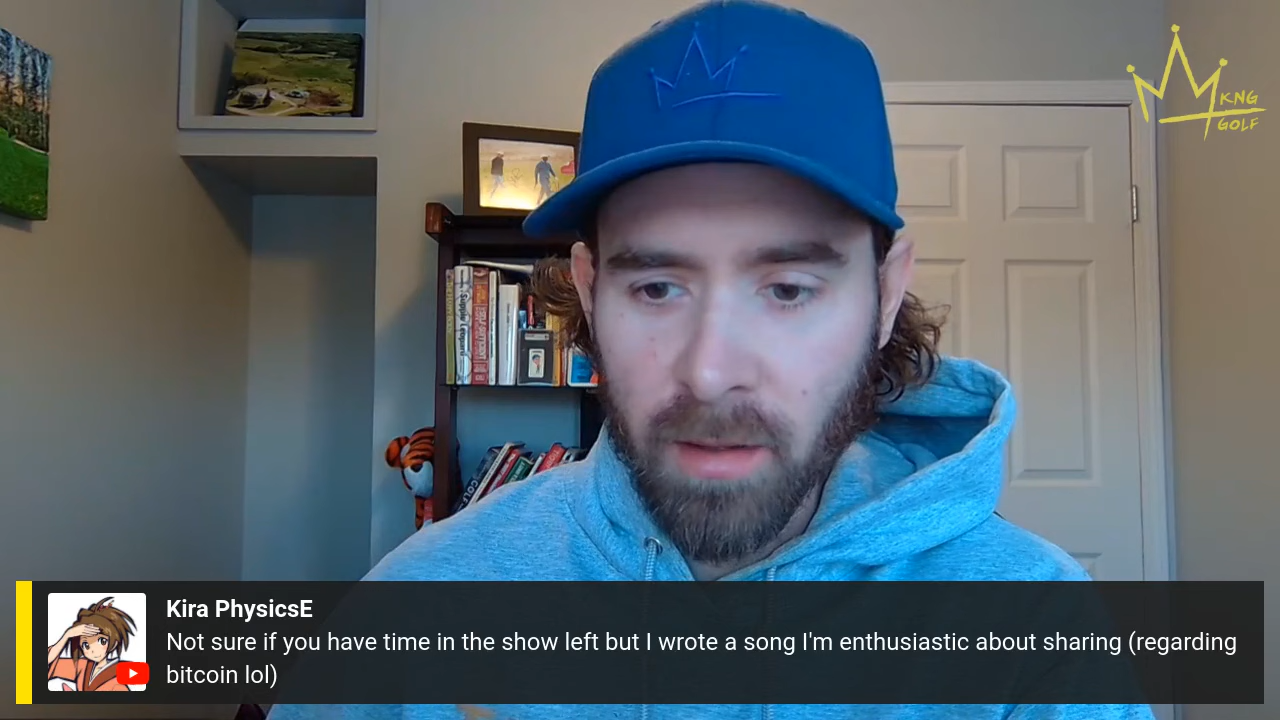 KNG
GOLF
Kira PhysicsE
Not sure if you have time in the show left but I wrote a song I'm enthusiastic about sharing (regarding
bitcoin lol)